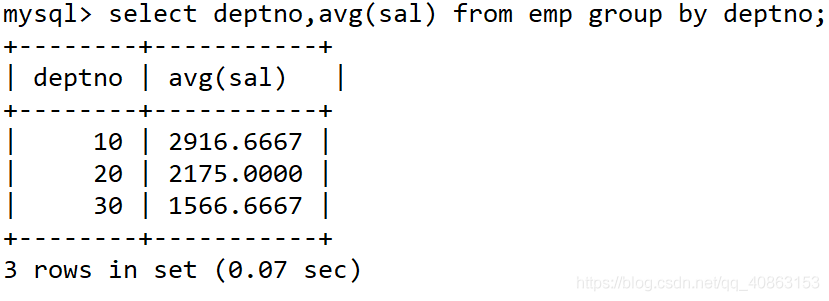 mysql> select deptno,avg(sal) from emp group by deptno;
+--------+-----------+
| deptno | avg(sal)   |
+--------+-----------+
|     10 | 2916.6667 |
|     20 | 2175.0000 |
|     30 | 1566.6667 |
+--------+-----------+
3 rows in set (0.07 sec)
https://blog.csdn.net/qq_40863153